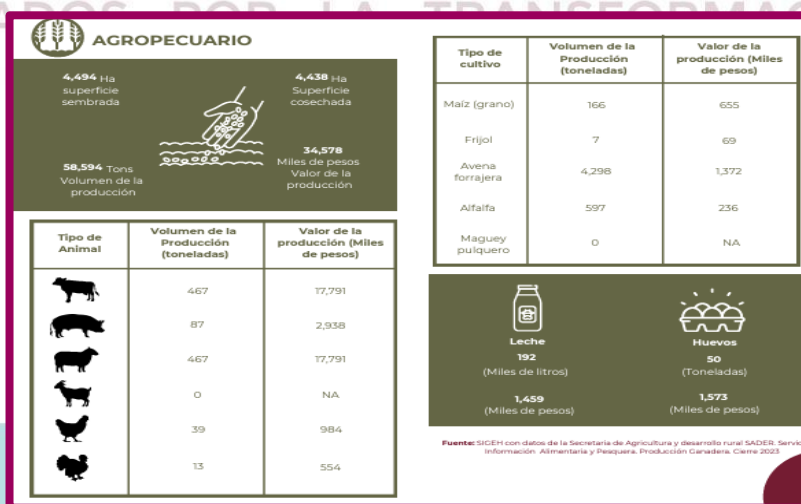 AGROPECUARIO
4,494 Ha
superficie
sembrada
4,438 Ha
Superficie
cosechada
58,594 Tons
Volumen de la
producción
34,578
Miles de pesos
Valor de la
producción
Tipo de Animal | Volumen de la Producción (toneladas) | Valor de la producción (Miles de pesos)
467 17,791
87 2,938
467 17,791
0 NA
39 984
13 554
Tipo de cultivo | Volumen de la Producción (toneladas) | Valor de la producción (Miles de pesos)
Maíz (grano) 166 655
Frijol 7 69
Avena forrajera 4,298 1,372
Alfalfa 597 236
Maguey pulquero 0 NA
Leche
192
(Miles de litros)
1,459
(Miles de pesos)
Huevos
50
(Toneladas)
1,573
(Miles de pesos)
Fuente: SIGEH con datos de la Secretaria de Agricultura y desarrollo rural SADER. 
Información Alimentaria y Pesquera. Producción Ganadera. Cierre 2023